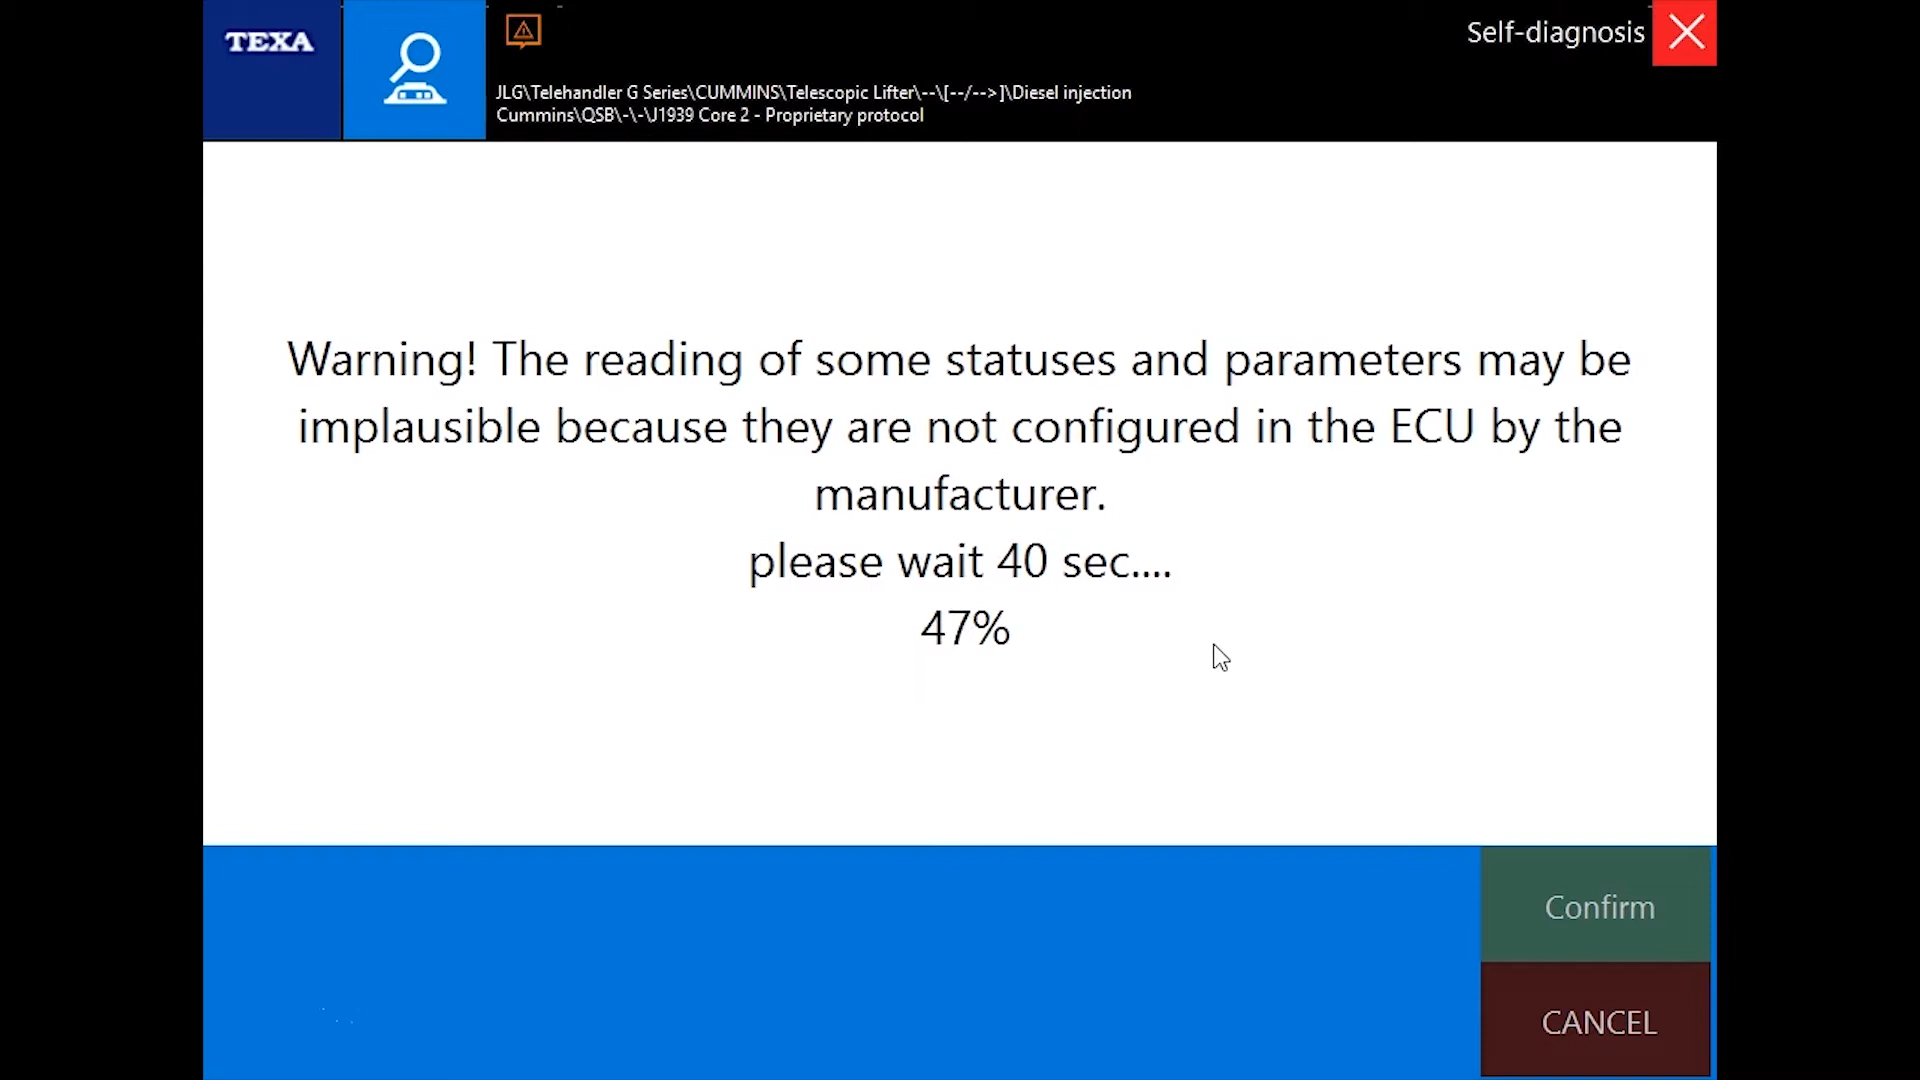 TEXA
Self-diagnosis
JLG\Telehandler G Series\CUMMINS\Telescopic Lifter\--\[--/-->]\Diesel injection
Cummins\QSB\-\-\J1939 Core 2 - Proprietary protocol
Warning! The reading of some statuses and parameters may be
implausible because they are not configured in the ECU by the
manufacturer.
please wait 40 sec....
47%
Confirm
CANCEL